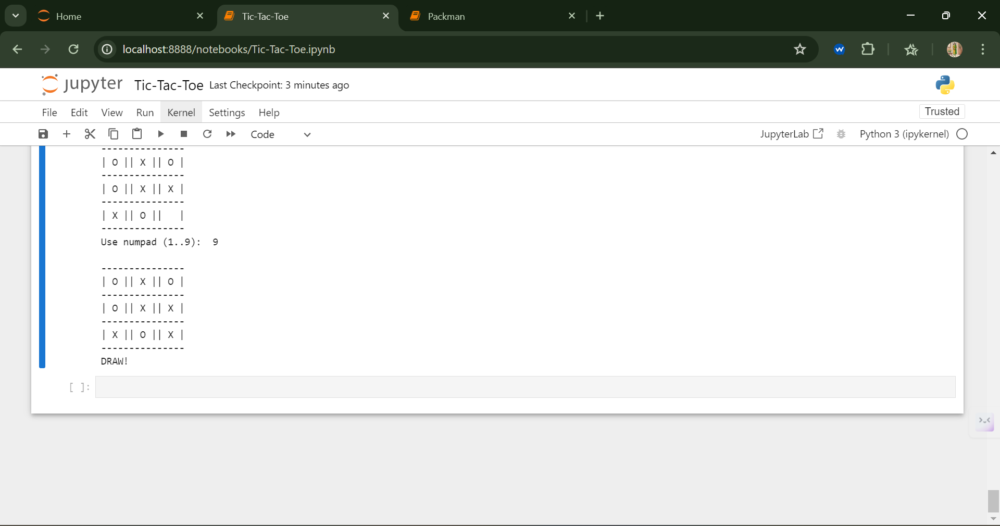 Home
Tic-Tac-Toe
Packman
localhost:8888/notebooks/Tic-Tac-Toe.ipynb
jupyter Tic-Tac-Toe Last Checkpoint: 3 minutes ago
File Edit View Run Kernel Settings Help
Trusted
Code
JupyterLab
Python 3 (ipykernel)
---------------
| O || X || O |
---------------
| O || X || X |
---------------
| X || O ||   |
---------------
Use numpad (1..9):  9
---------------
| O || X || O |
---------------
| O || X || X |
---------------
| X || O || X |
---------------
DRAW!
[ ]: